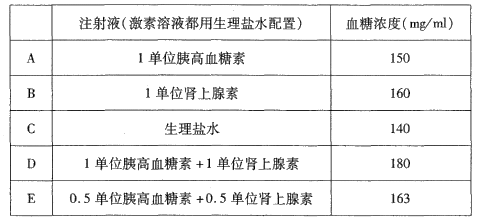 注射液(激素溶液都用生理盐水配置) 血糖浓度(mg/ml)
A 1单位胰高血糖素 150
B 1单位肾上腺素 160
C 生理盐水 140
D 1单位胰高血糖素+1单位肾上腺素 180
E 0.5单位胰高血糖素+0.5单位肾上腺素 163